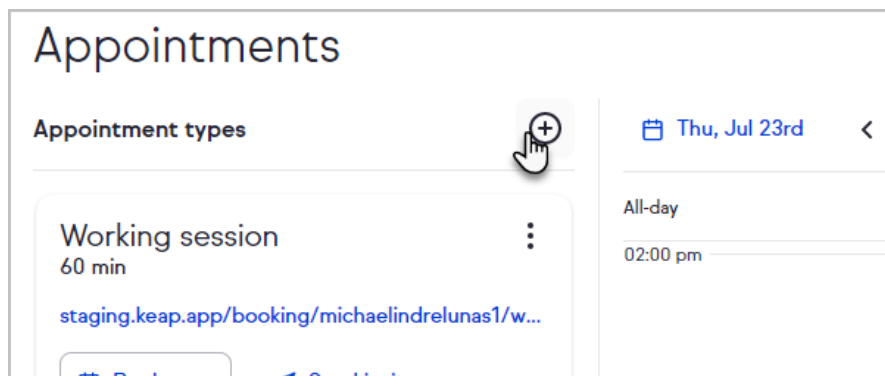 Appointments
Appointment types
Thu, Jul 23rd
All-day
02:00 pm
Working session
60 min
staging.keap.app/booking/michaelindrelunas1/w...